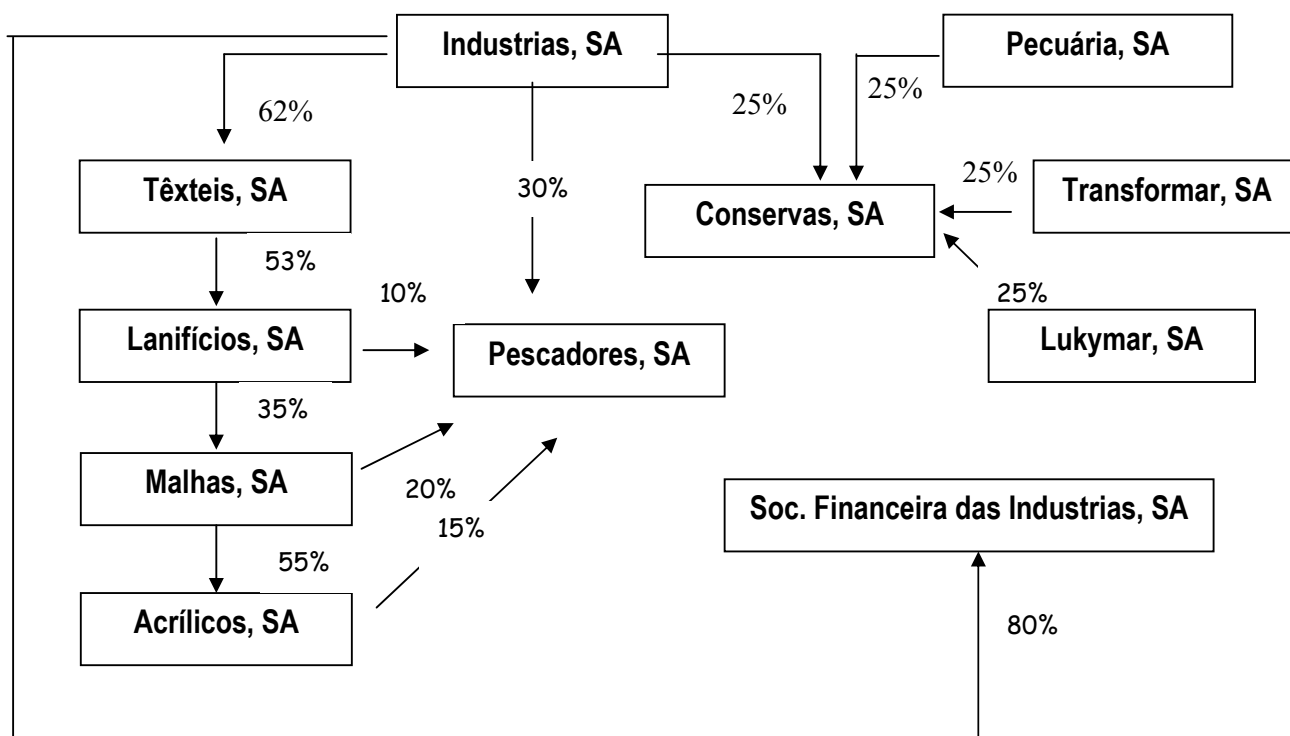 Industrias, SA
Pecuária, SA
62%
25%
25%
Têxteis, SA
30%
Conservas, SA
25%
Transformar, SA
53%
10%
25%
Lanifícios, SA
Pescadores, SA
Lukymar, SA
35%
Malhas, SA
20%
15%
Soc. Financeira das Industrias, SA
55%
Acrílicos, SA
80%